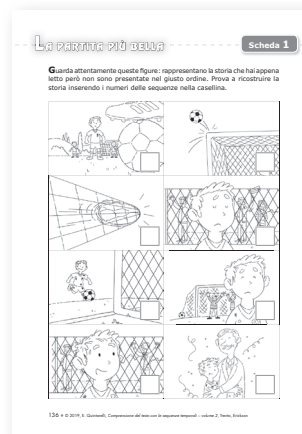 La partita più bella
Scheda 1
Guarda attentamente queste figure: rappresentano la storia che hai appena
letto però non sono presentate nel giusto ordine. Prova a ricostruire la
storia inserendo i numeri delle sequenze nella casellina.
136 ♦ © 2019, E. Quintarelli, Comprensione del testo con le sequenze temporali – volume 2, Trento, Erickson